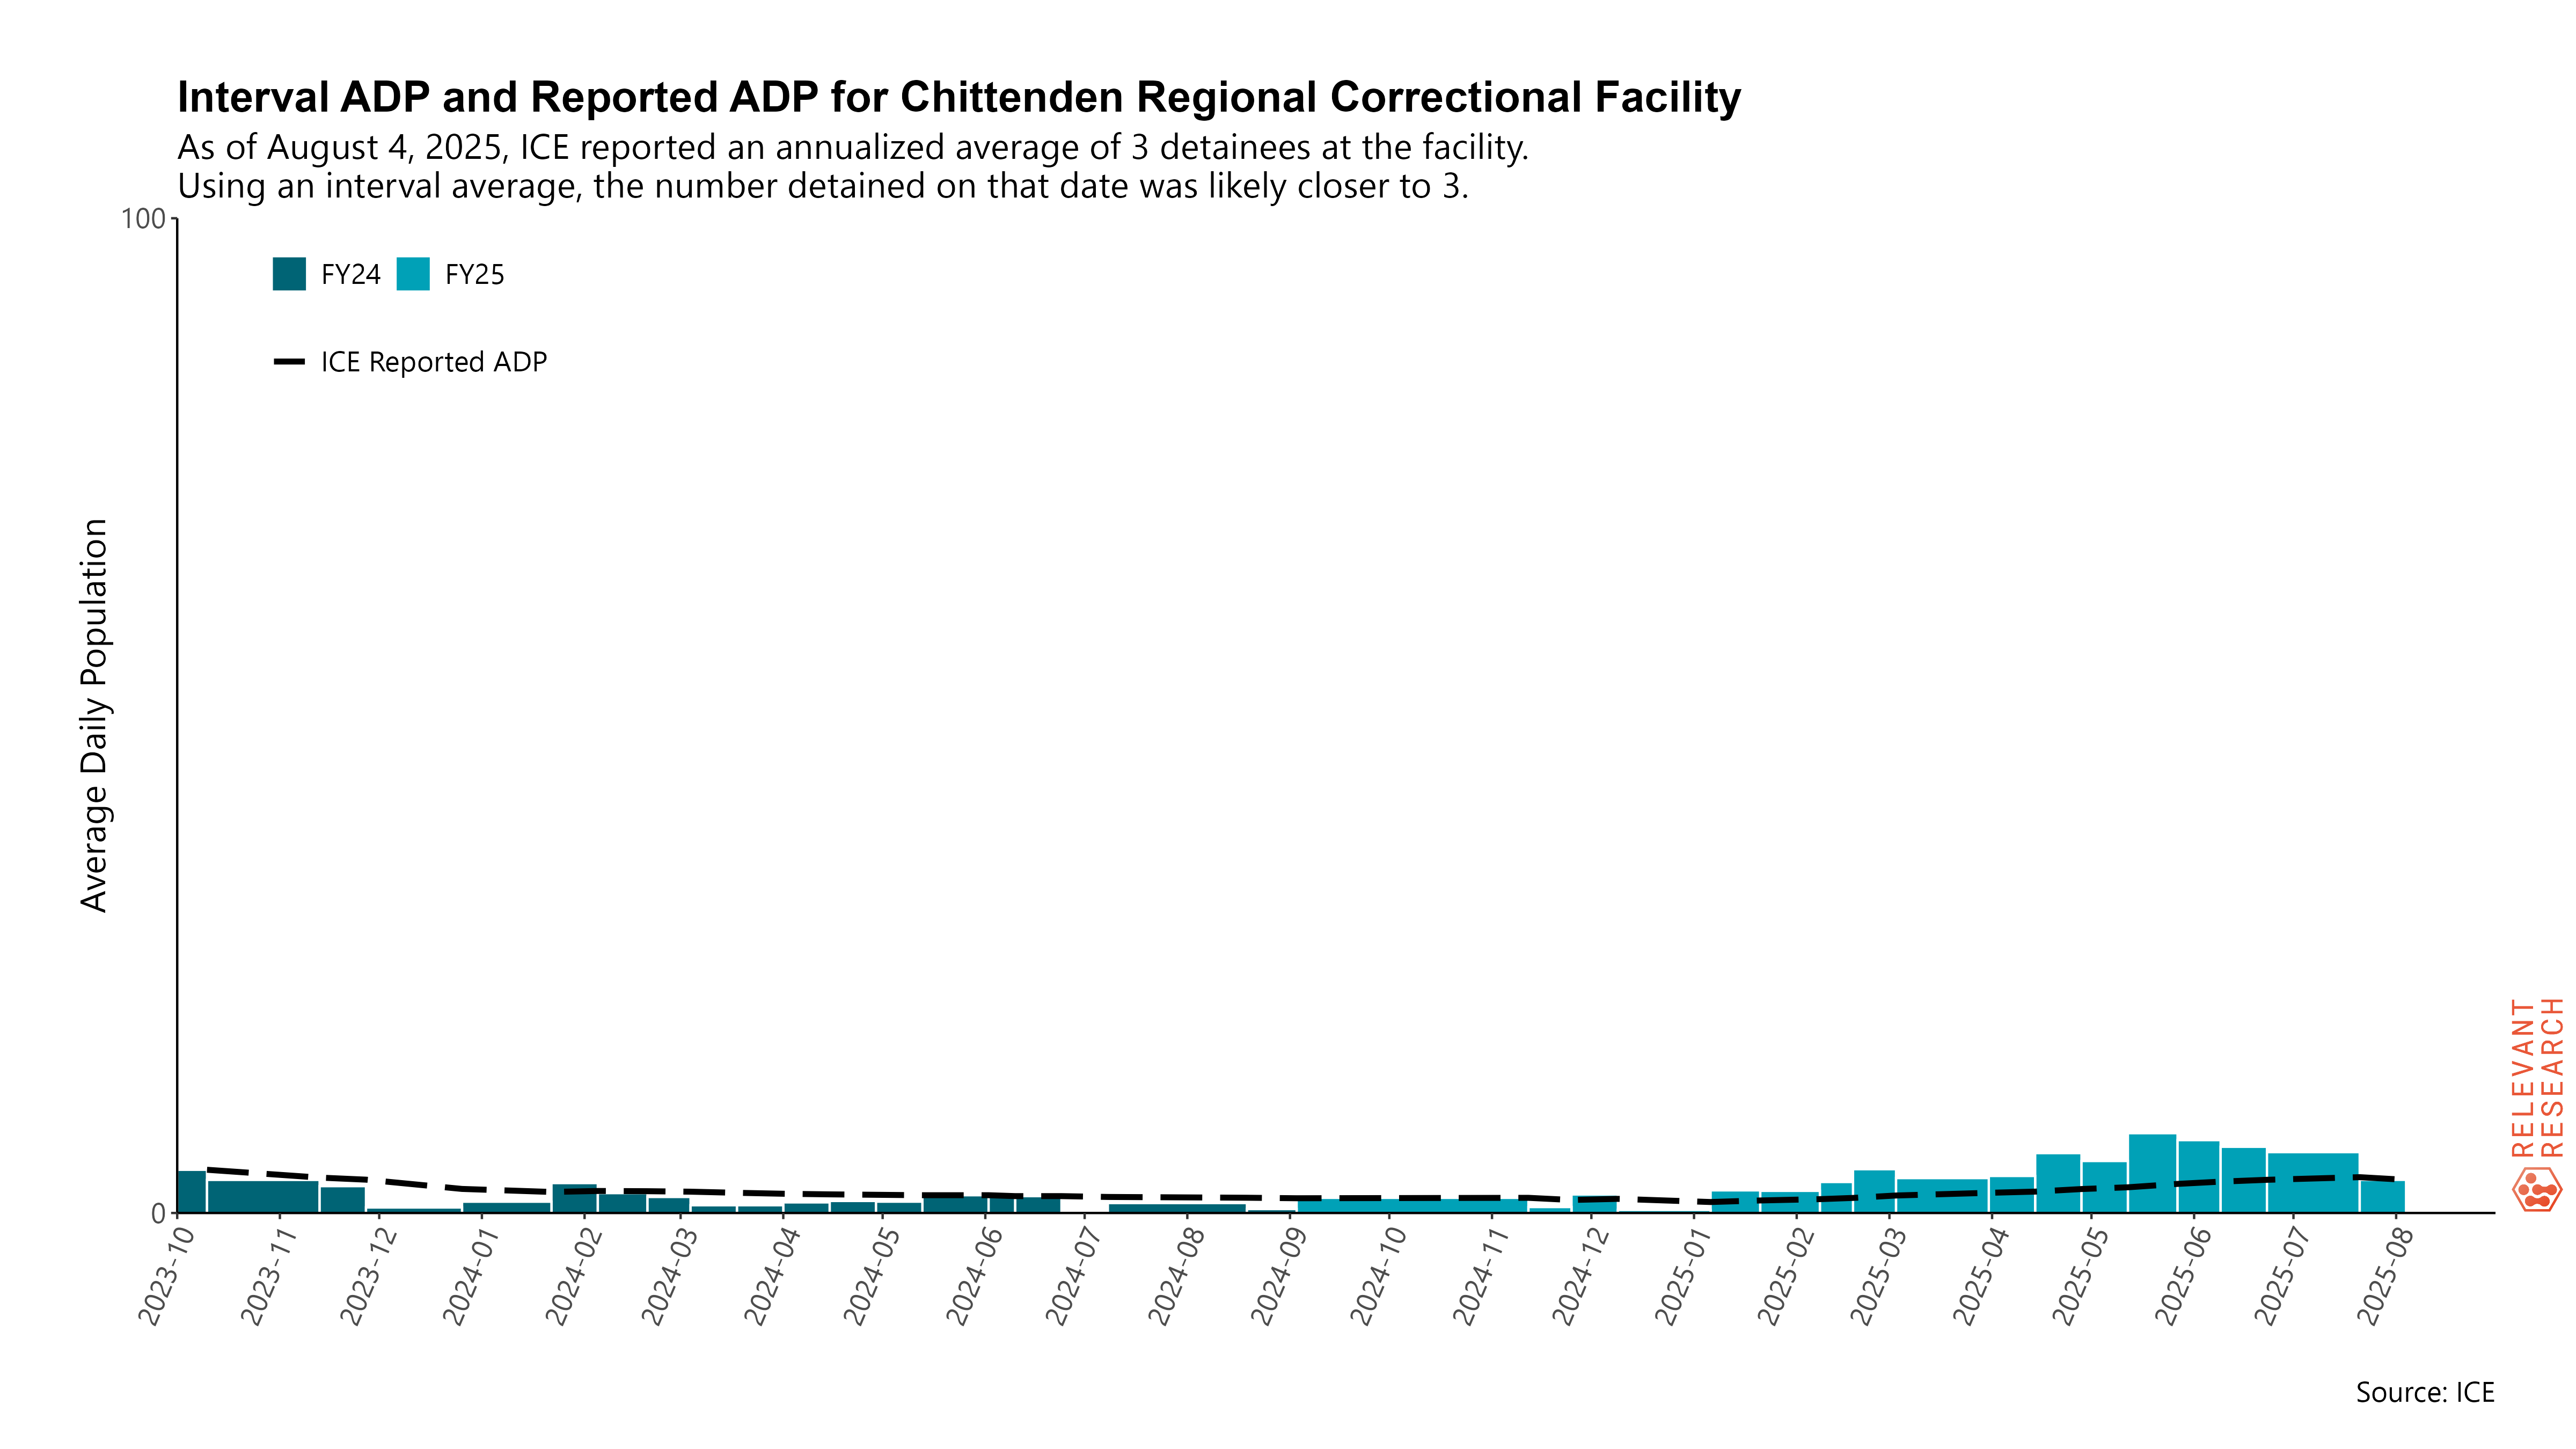 Interval ADP and Reported ADP for Chittenden Regional Correctional Facility
As of August 4, 2025, ICE reported an annualized average of 3 detainees at the facility.
Using an interval average, the number detained on that date was likely closer to 3.
100
FY24 FY25
ICE Reported ADP
Average Daily Population
0
2023-10
2023-11
2023-12
2024-01
2024-02
2024-03
2024-04
2024-05
2024-06
2024-07
2024-08
2024-09
2024-10
2024-11
2024-12
2025-01
2025-02
2025-03
2025-04
2025-05
2025-06
2025-07
2025-08
RELEVANT
RESEARCH
Source: ICE